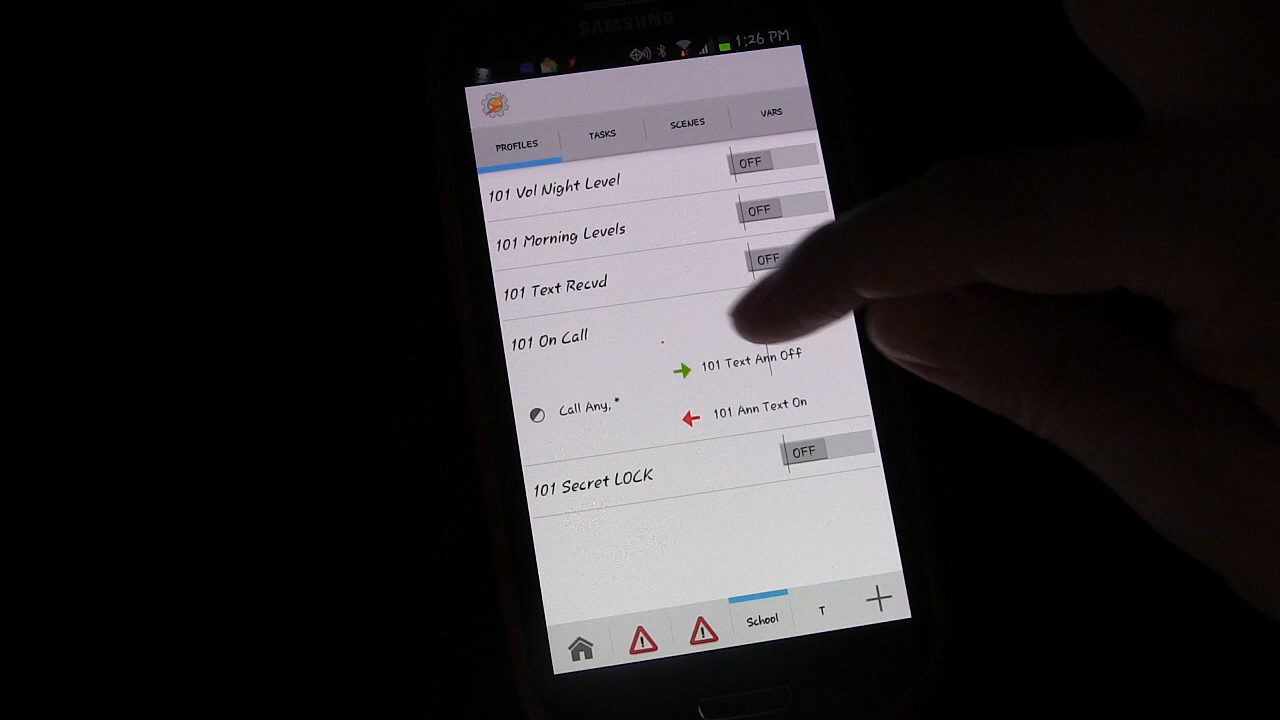 SAMSUNG
1:26 PM
PROFILES TASKS SCENES VARS
101 Vol Night Level OFF
101 Morning Levels OFF
101 Text Recvd OFF
101 On Call
101 Text Ann Off
Call Any, *
101 Ann Text On
101 Secret LOCK OFF
School T